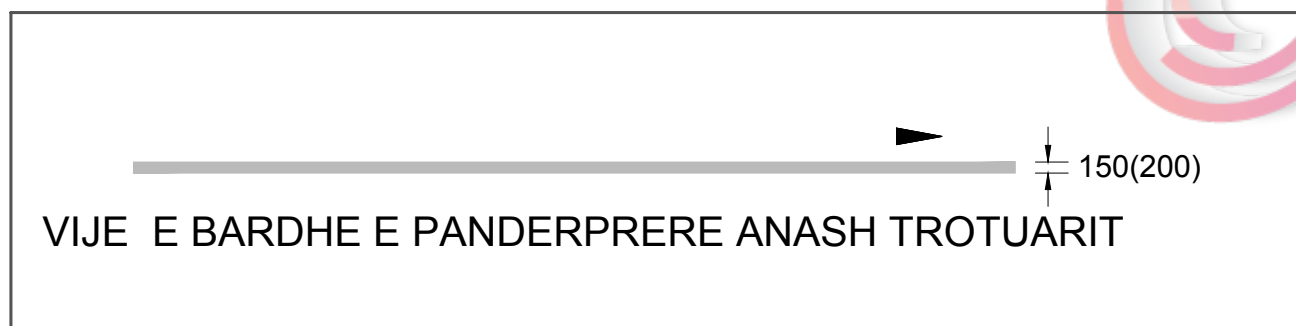 150(200)
VIJE E BARDHE E PANDERPRERE ANASH TROTUARIT